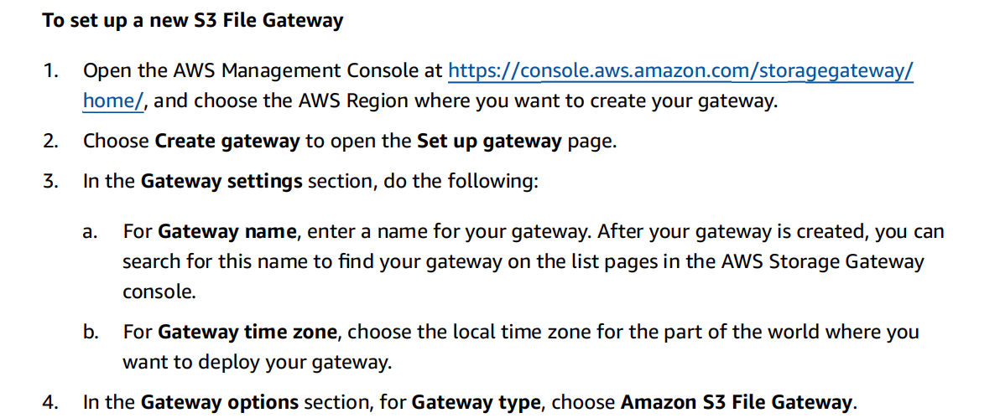 To set up a new S3 File Gateway
1. Open the AWS Management Console at https://console.aws.amazon.com/storagegateway/
home/, and choose the AWS Region where you want to create your gateway.
2. Choose Create gateway to open the Set up gateway page.
3. In the Gateway settings section, do the following:
a. For Gateway name, enter a name for your gateway. After your gateway is created, you can
search for this name to find your gateway on the list pages in the AWS Storage Gateway
console.
b. For Gateway time zone, choose the local time zone for the part of the world where you
want to deploy your gateway.
4. In the Gateway options section, for Gateway type, choose Amazon S3 File Gateway.